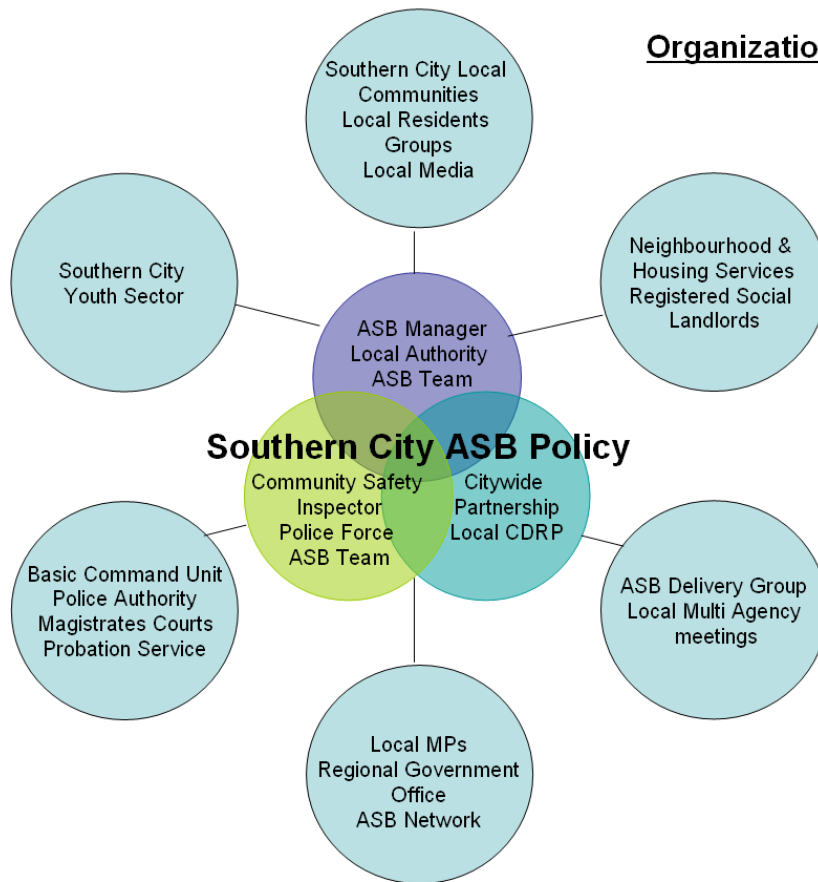 Organizatio
Southern City Local
Communities
Local Residents
Groups
Local Media
Southern City
Youth Sector
Neighbourhood &
Housing Services
Registered Social
Landlords
ASB Manager
Local Authority
ASB Team
Southern City ASB Policy
Community Safety
Inspector
Police Force
ASB Team
Citywide
Partnership
Local CDRP
Basic Command Unit
Police Authority
Magistrates Courts
Probation Service
ASB Delivery Group
Local Multi Agency
meetings
Local MPs
Regional Government
Office
ASB Network